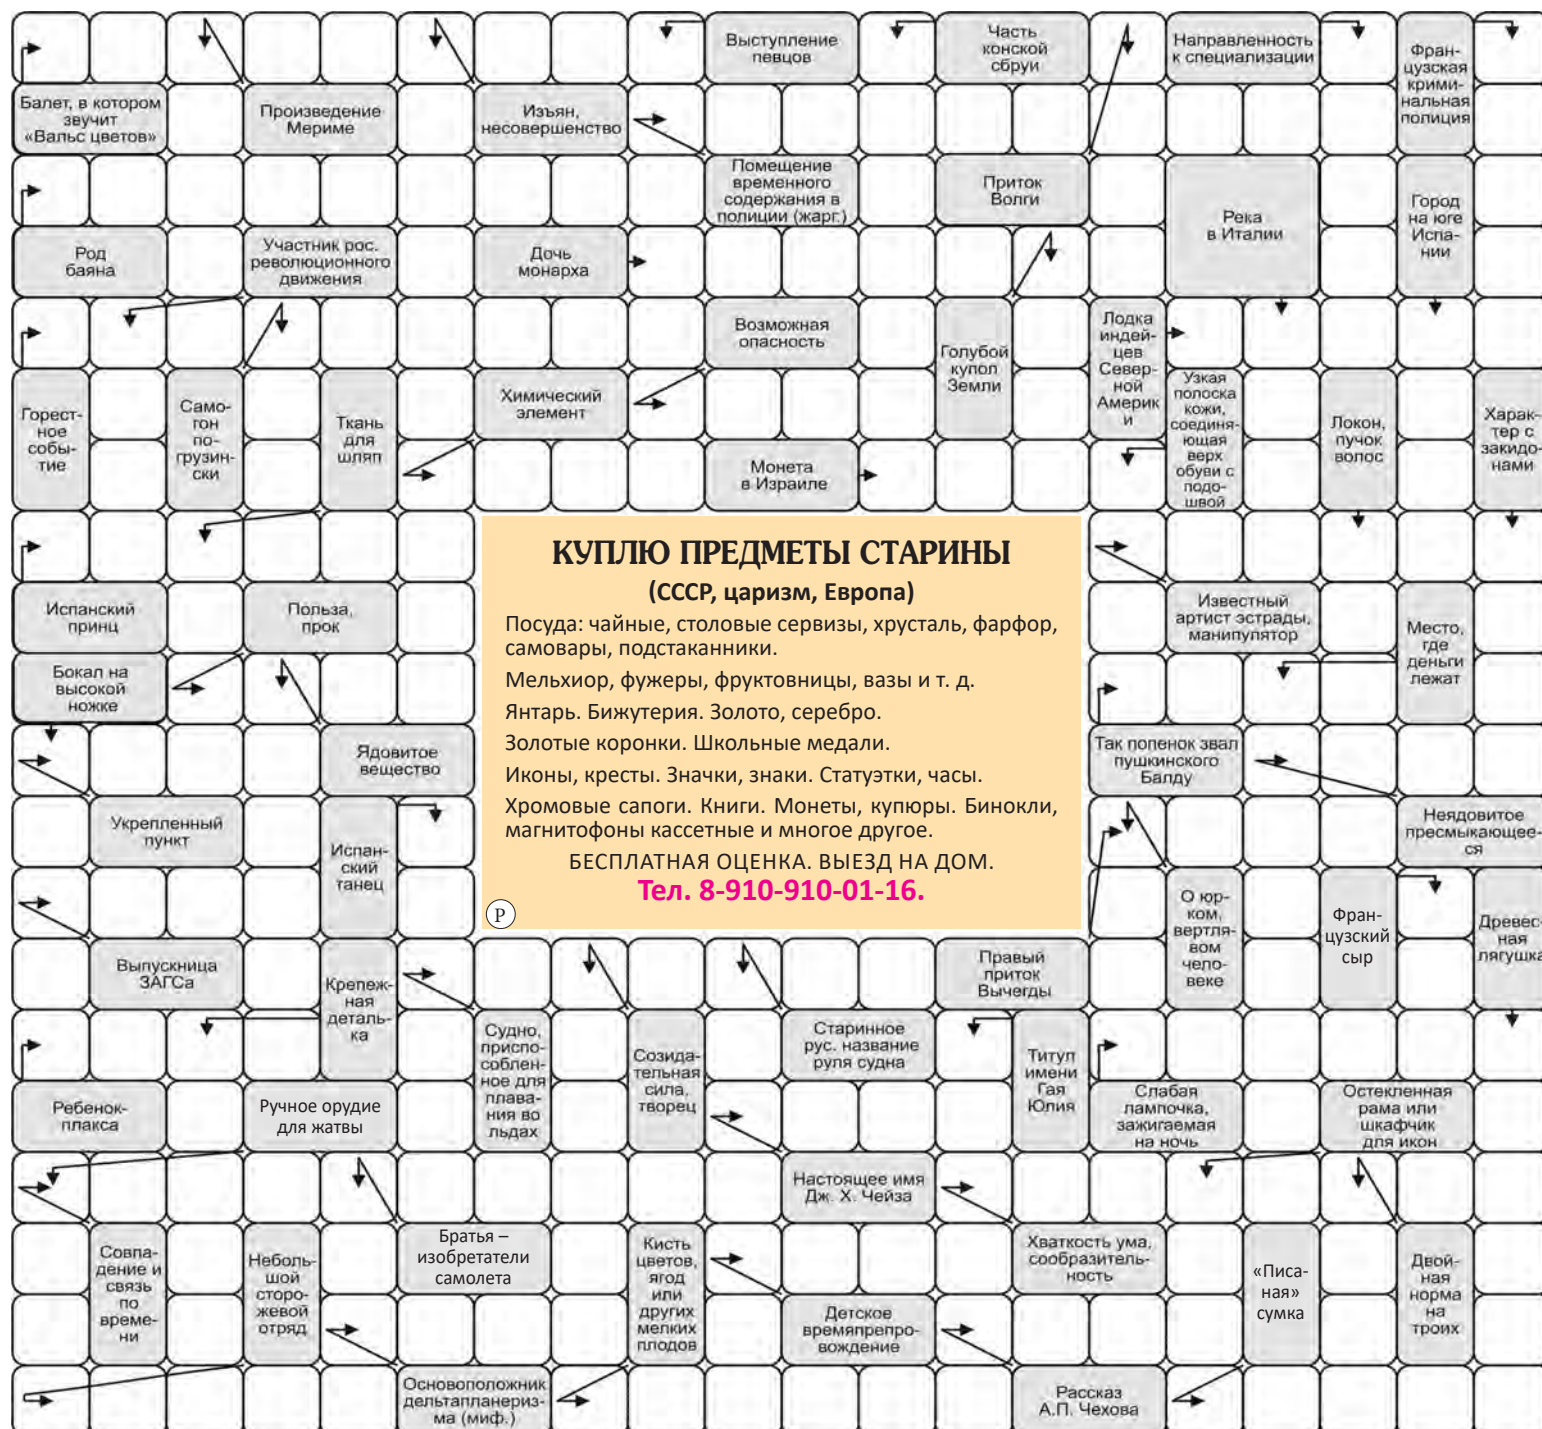 Выступление
певцов
Часть
конской
сбруи
Направленность
к специализации
Фран-
цузская
крими-
нальная
полиция
Балет, в котором
звучит
«Вальс цветов»
Произведение
Мериме
Изъян,
несовершенство
Помещение
временного
содержания в
полиции (жарг.)
Приток
Волги
Река
в Италии
Город
на юге
Испа-
нии
Род
баяна
Участник рос.
революционного
движения
Дочь
монарха
Возможная
опасность
Голубой
купол
Земли
Лодка
индей-
цев
Север-
ной
Америк
и
Горест-
ное
собы-
тие
Само-
гон
по-
грузин-
ски
Ткань
для
шляп
Химический
элемент
Узкая
полоска
кожи,
соединя-
ющая
верх
обуви с
подо-
швой
Локон,
пучок
волос
Харак-
тер с
закидо-
нами
Монета
в Израиле
КУПЛЮ ПРЕДМЕТЫ СТАРИНЫ
(СССР, царизм, Европа)
Посуда: чайные, столовые сервизы, хрусталь, фарфор,
самовары, подстаканники.
Мельхиор, фужеры, фруктовницы, вазы и т. д.
Янтарь. Бижутерия. Золото, серебро.
Золотые коронки. Школьные медали.
Иконы, кресты. Значки, знаки. Статуэтки, часы.
Хромовые сапоги. Книги. Монеты, купюры. Бинокли,
магнитофоны кассетные и многое другое.
БЕСПЛАТНАЯ ОЦЕНКА. ВЫЕЗД НА ДОМ.
Тел. 8-910-910-01-16.
Р
Испанский
принц
Польза,
прок
Известный
артист эстрады,
манипулятор
Место,
где
деньги
лежат
Бокал на
высокой
ножке
Ядовитое
вещество
Так попенок звал
пушкинского
Балду
Укрепленный
пункт
Испан-
ский
танец
Неядовитое
пресмыкающее-
ся
О юр-
ком,
вертля-
вом
чело-
веке
Фран-
цузский
сыр
Древес-
ная
лягушка
Выпускница
ЗАГСа
Крепеж-
ная
деталь-
ка
Правый
приток
Вычегды
Судно,
приспо-
соблен-
ное для
плава-
ния во
льдах
Созида-
тельная
сила,
творец
Старинное
рус. название
руля судна
Титул
имени
Гая
Юлия
Ребенок-
плакса
Ручное орудие
для жатвы
Слабая
лампочка,
зажигаемая
на ночь
Остекленная
рама или
шкафчик
для икон
Настоящее имя
Дж. Х. Чейза
Совпа-
дение и
связь
по
време-
ни
Неболь-
шой
сторо-
жевой
отряд
Братья –
изобретатели
самолета
Кисть
цветов,
ягод
или
других
мелких
плодов
Хваткость ума,
сообразитель-
ность
«Писа-
ная»
сумка
Двой-
ная
норма
на
троих
Детское
времяпрепро-
вождение
Основоположник
дельтапланериз-
ма (миф.)
Рассказ
А.П. Чехова